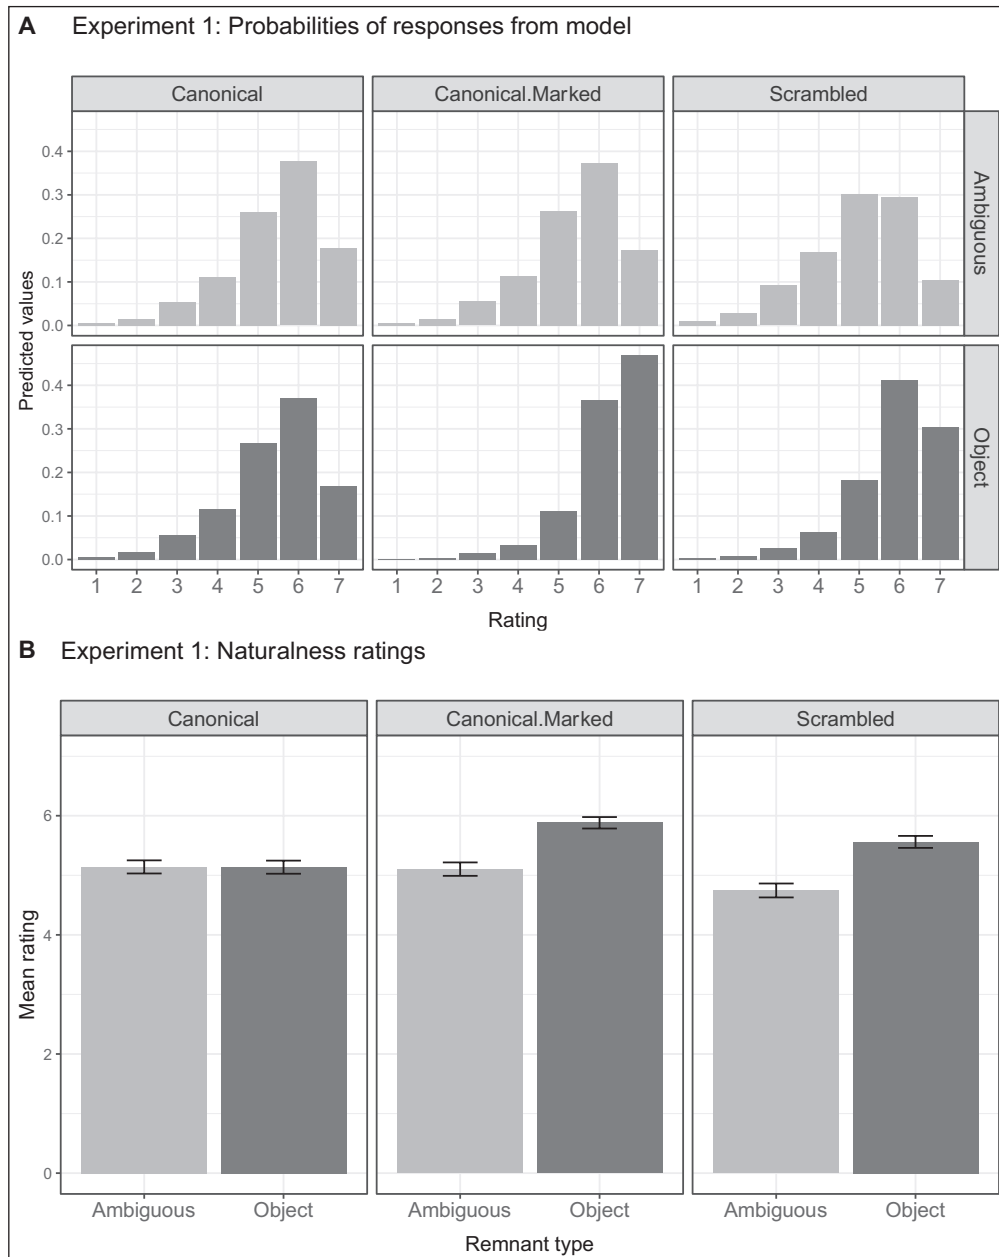 A Experiment 1: Probabilities of responses from model
Canonical Canonical.Marked Scrambled
Predicted values
0.4
0.3
0.2
0.1
0.0
Ambiguous
0.4
0.3
0.2
0.1
0.0
Object
1 2 3 4 5 6 7 1 2 3 4 5 6 7 1 2 3 4 5 6 7
Rating
B Experiment 1: Naturalness ratings
Canonical Canonical.Marked Scrambled
Mean rating
6
4
2
0
Ambiguous Object Ambiguous Object Ambiguous Object
Remnant type